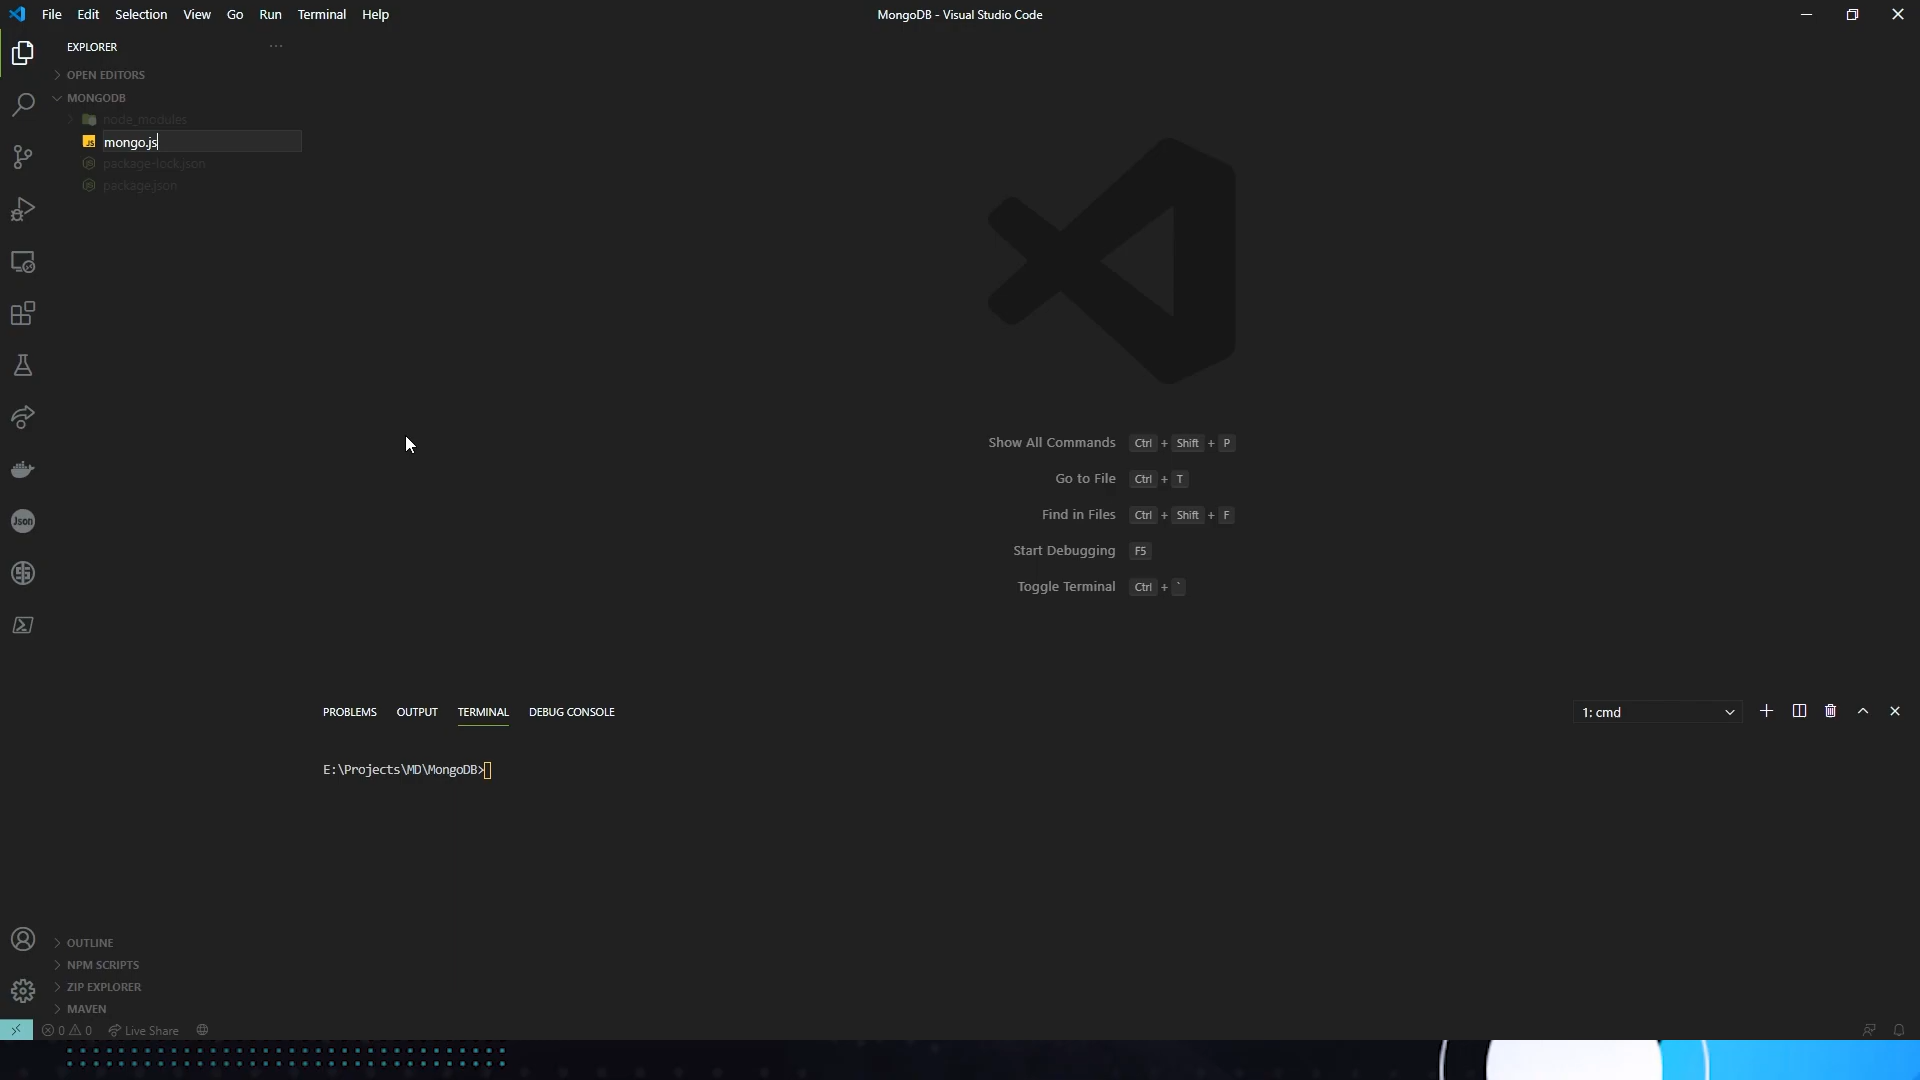 File Edit Selection View Go Run Terminal Help
MongoDB - Visual Studio Code
EXPLORER
OPEN EDITORS
MONGODB
node_modules
JS mongo.js
package-lock.json
package.json
Json
Show All Commands Ctrl + Shift + P
Go to File Ctrl + T
Find in Files Ctrl + Shift + F
Start Debugging F5
Toggle Terminal Ctrl + `
PROBLEMS OUTPUT TERMINAL DEBUG CONSOLE
1: cmd
E:\Projects\MD\MongoDB>
OUTLINE
NPM SCRIPTS
ZIP EXPLORER
MAVEN
0 0 Live Share